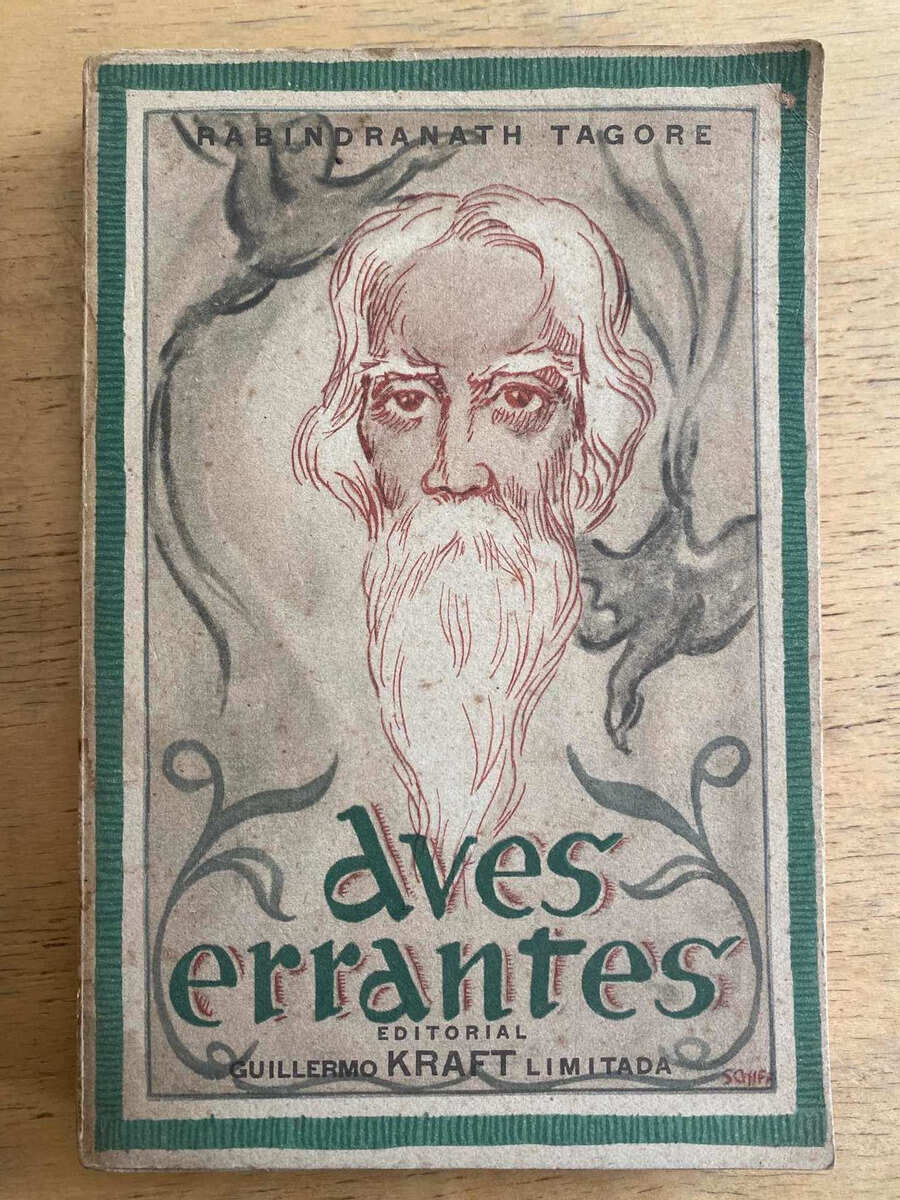 RABINDRANATH TAGORE
aves
errantes
EDITORIAL
GUILLERMO KRAFT LIMITADA